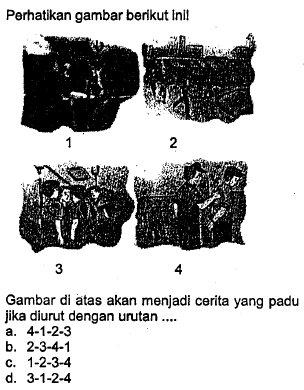 Perhatikan gambar berikut ini!
1 2
3 4
Gambar di atas akan menjadi cerita yang padu
jika diurut dengan urutan ....
a. 4-1-2-3
b. 2-3-4-1
c. 1-2-3-4
d. 3-1-2-4